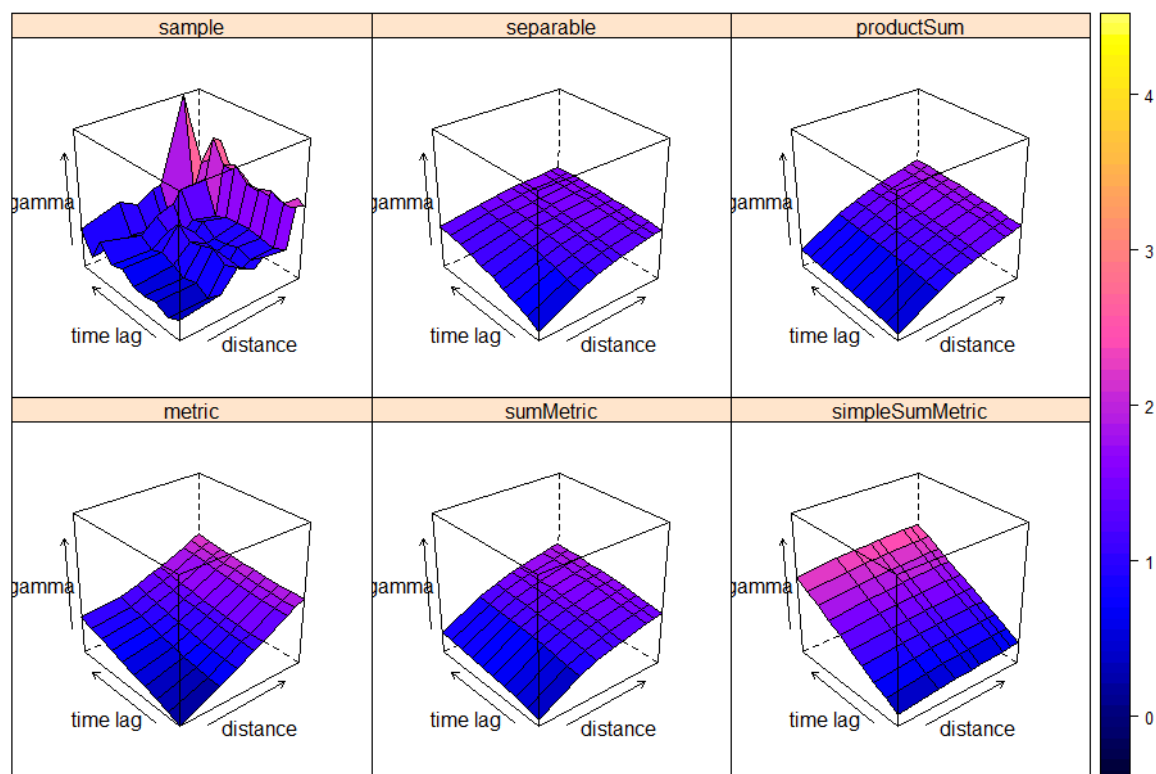 sample
separable
productSum
gamma
time lag
distance
gamma
time lag
distance
gamma
time lag
distance
metric
sumMetric
simpleSumMetric
gamma
time lag
distance
gamma
time lag
distance
gamma
time lag
distance
4
3
2
1
0